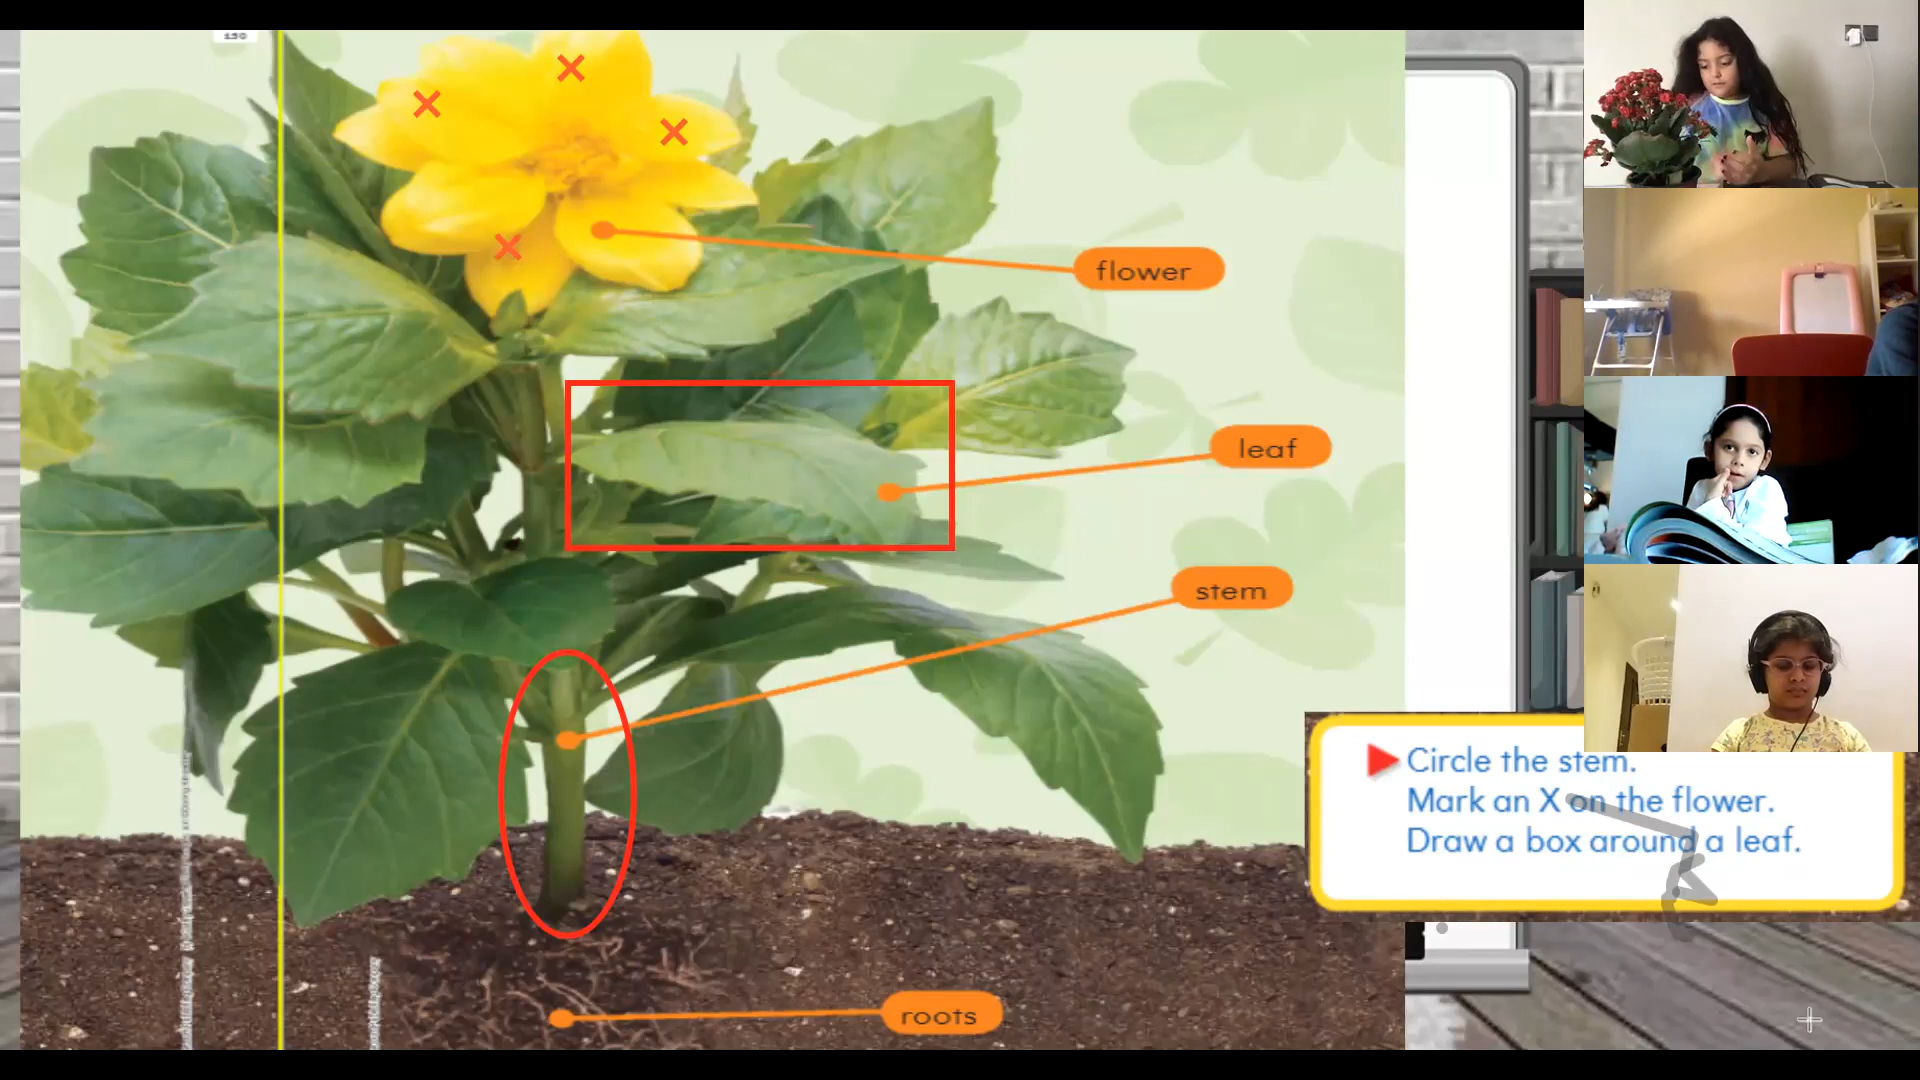 flower
leaf
stem
Circle the stem.
Mark an X on the flower.
Draw a box around a leaf.
roots